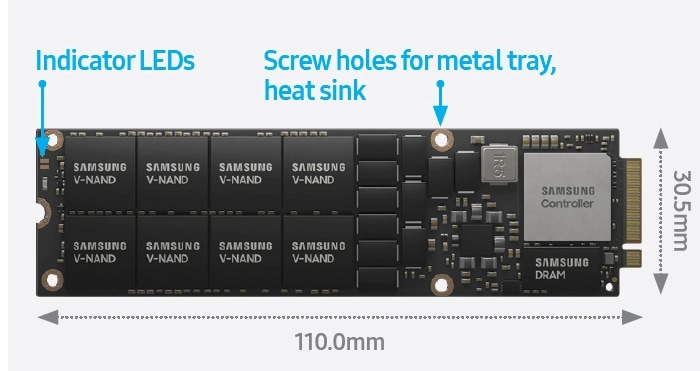 Indicator LEDs
Screw holes for metal tray,
heat sink
SAMSUNG
V-NAND
SAMSUNG
V-NAND
SAMSUNG
V-NAND
SAMSUNG
V-NAND
R15
SAMSUNG
Controller
SAMSUNG
V-NAND
SAMSUNG
V-NAND
SAMSUNG
V-NAND
SAMSUNG
V-NAND
SAMSUNG
DRAM
30.5mm
110.0mm